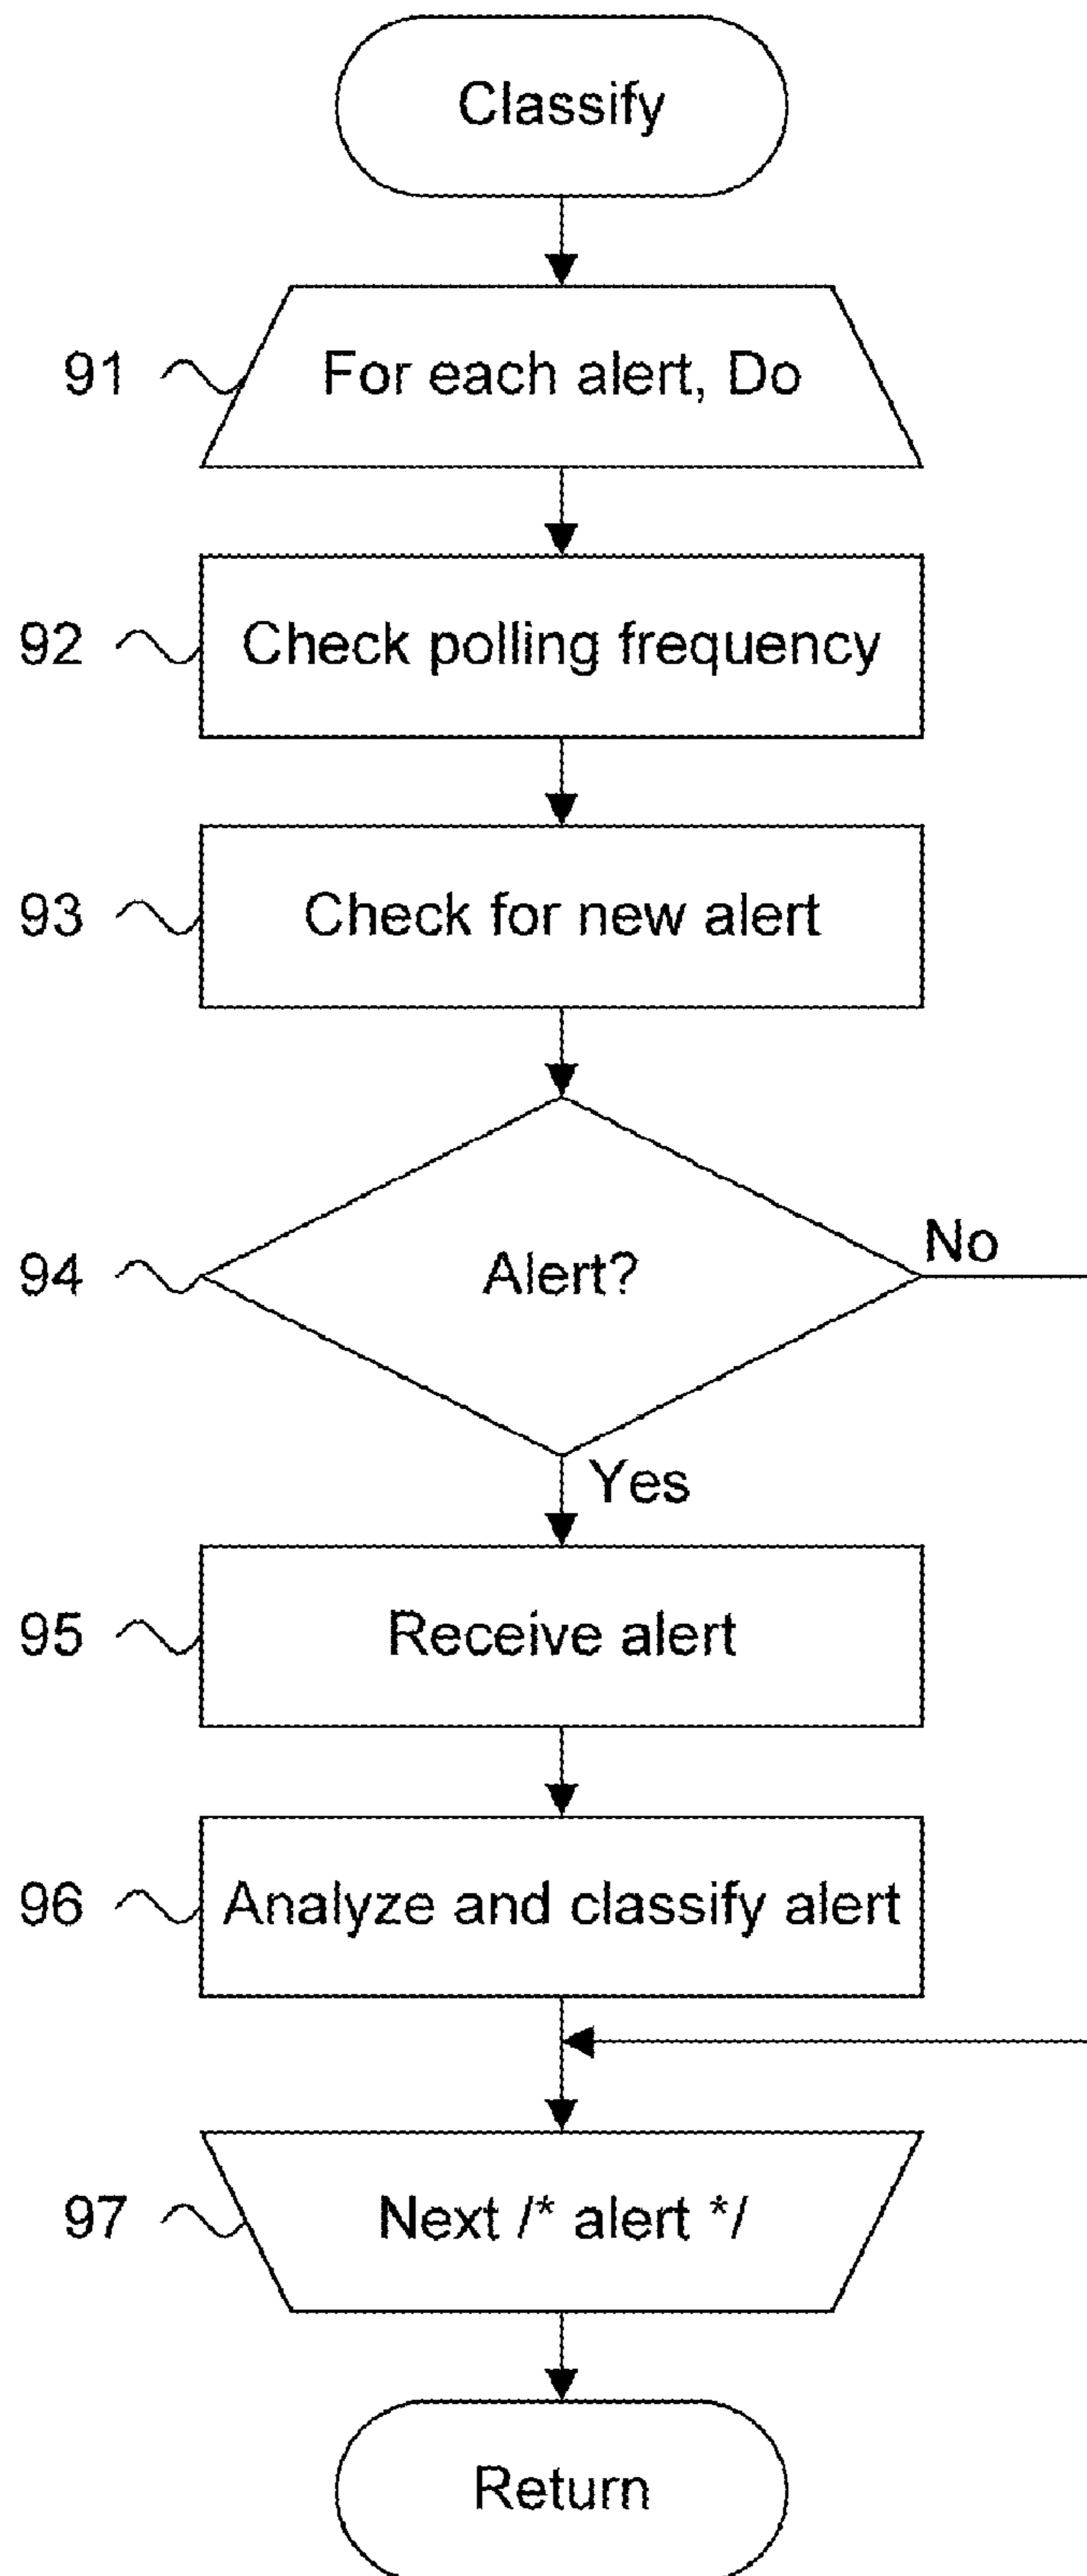 Classify
91 For each alert, Do
92 Check polling frequency
93 Check for new alert
94 Alert? No
Yes
95 Receive alert
96 Analyze and classify alert
97 Next /* alert */
Return